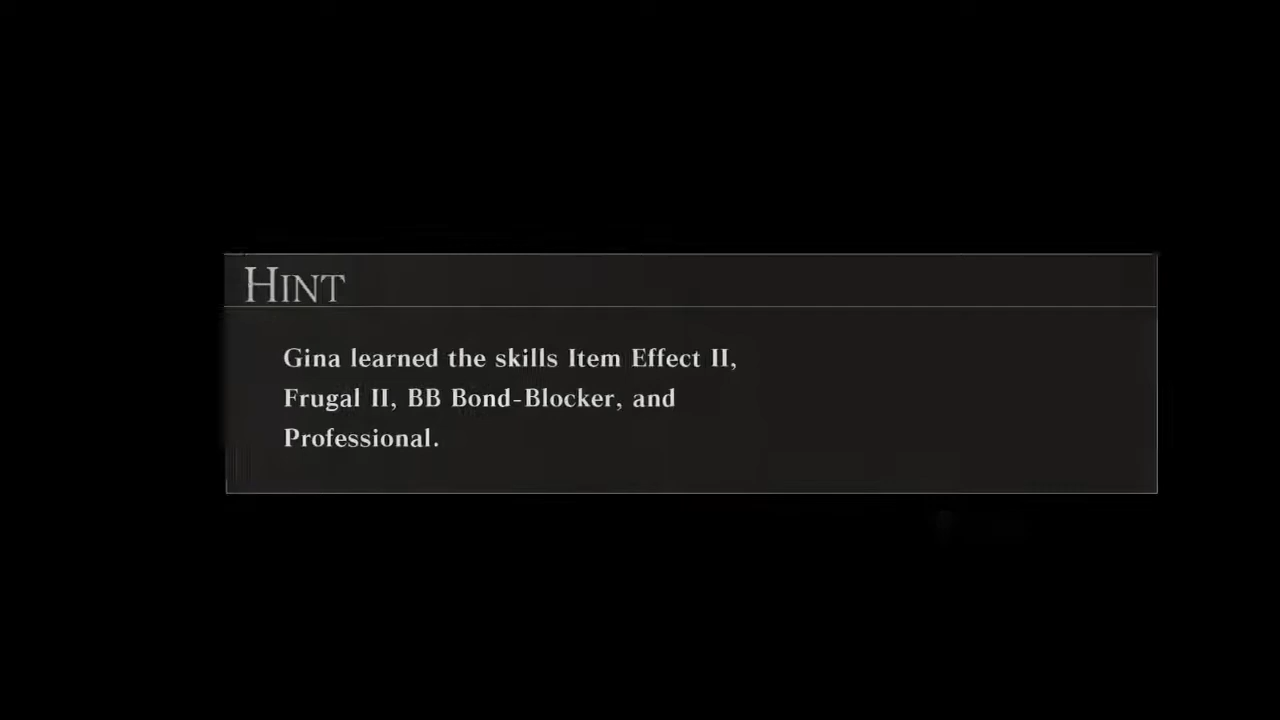 HINT
Gina learned the skills Item Effect II,
Frugal II, BB Bond-Blocker, and
Professional.